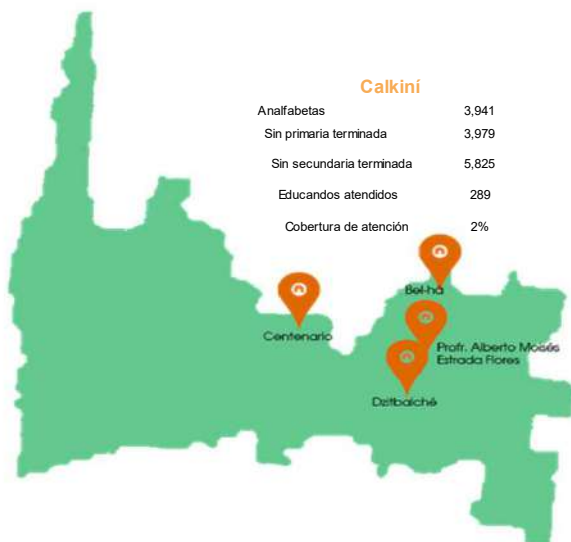 Calkiní
Analfabetas 3,941
Sin primaria terminada 3,979
Sin secundaria terminada 5,825
Educandos atendidos 289
Cobertura de atención 2%
Bel-ha
Centenario
Profr. Alberto Moisés
Estrada Flores
Dzitbalché